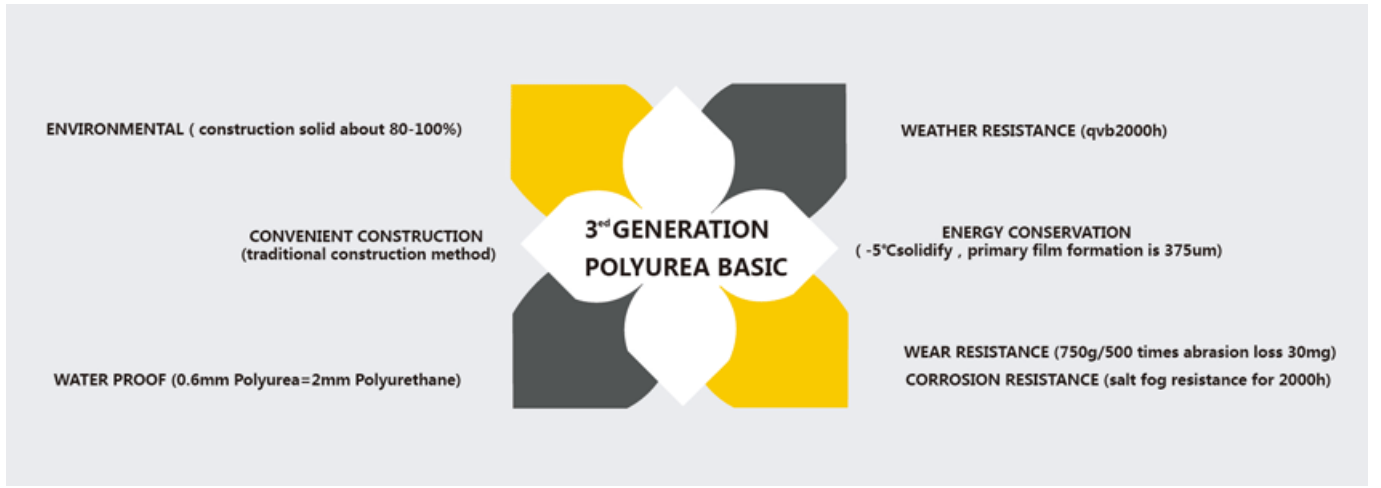 ENVIRONMENTAL ( construction solid about 80-100%)
CONVENIENT CONSTRUCTION
(traditional construction method)
WATER PROOF (0.6mm Polyurea=2mm Polyurethane)
3ed GENERATION
POLYUREA BASIC
WEATHER RESISTANCE (qvb2000h)
ENERGY CONSERVATION
( -5℃solidify , primary film formation is 375um)
WEAR RESISTANCE (750g/500 times abrasion loss 30mg)
CORROSION RESISTANCE (salt fog resistance for 2000h)